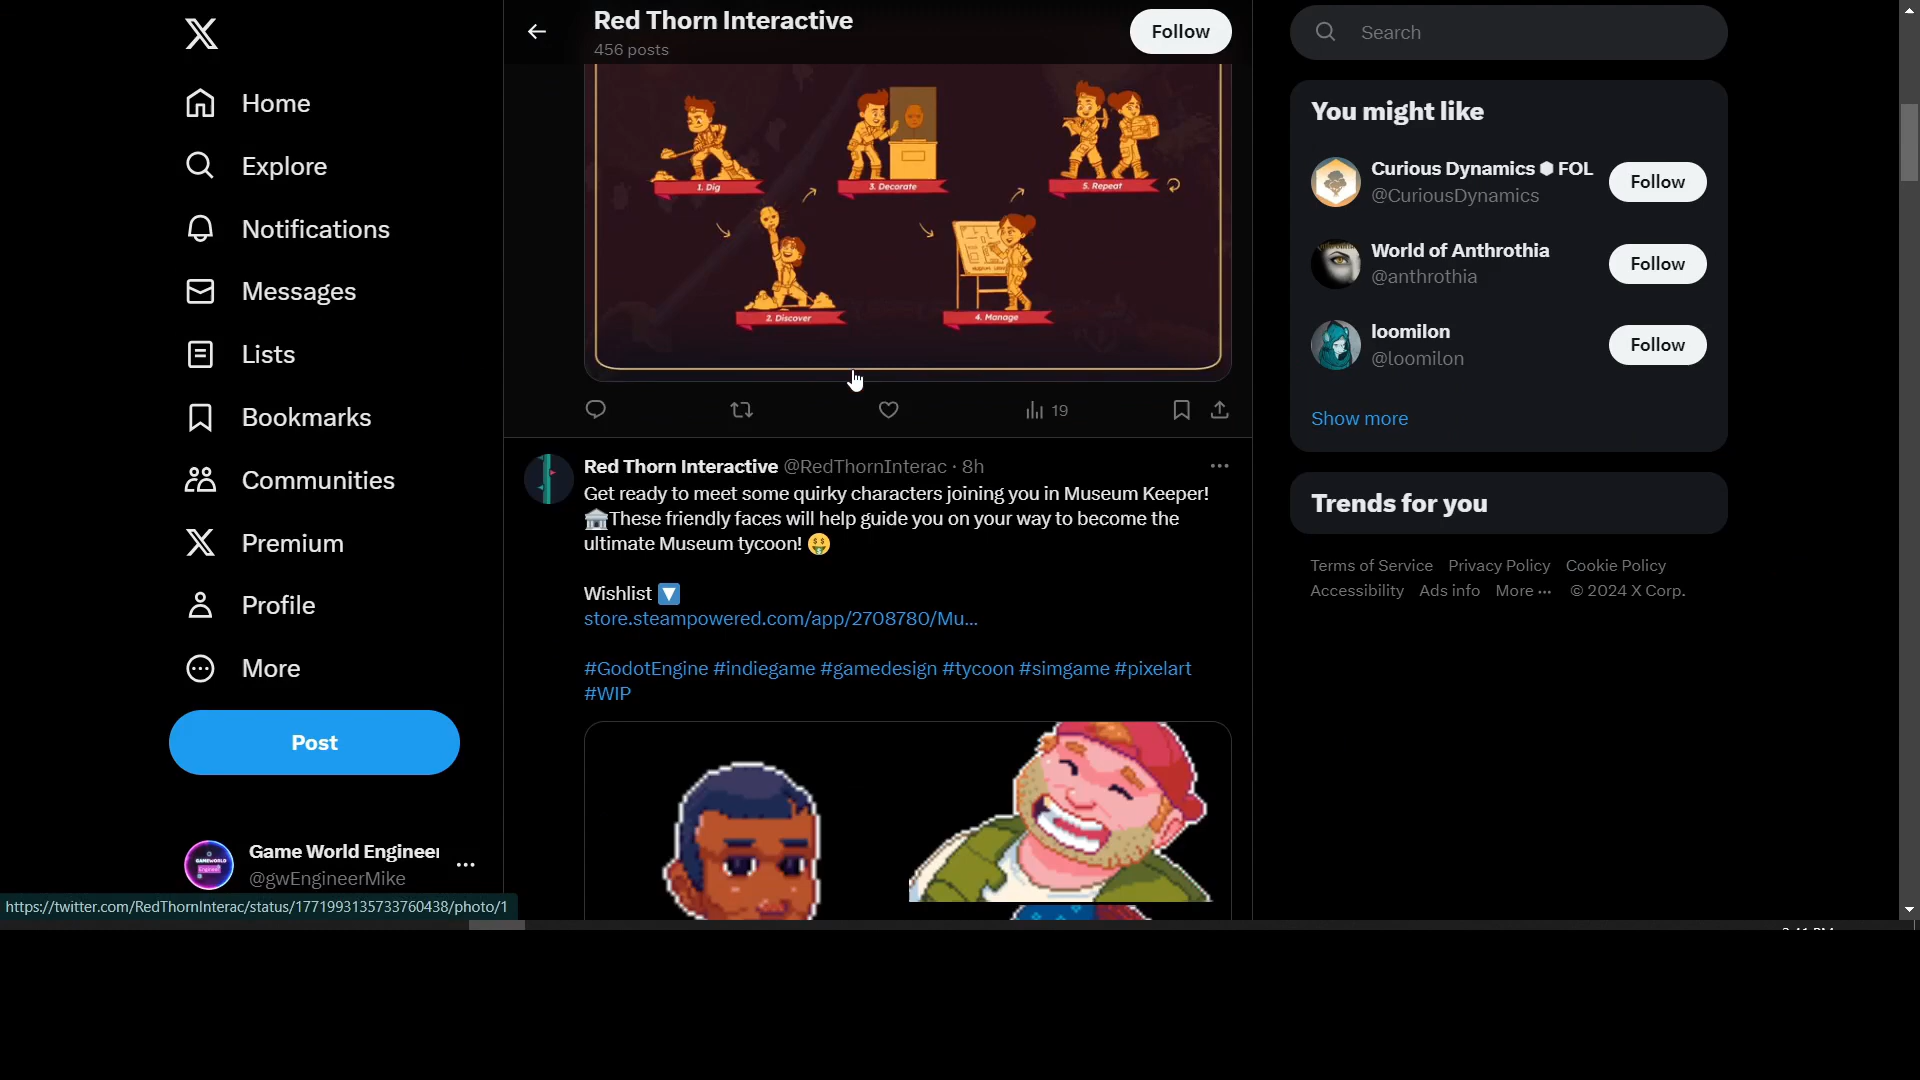 Home
Explore
Notifications
Messages
Lists
Bookmarks
Communities
Premium
Profile
More
Post
Game World Engineer
@gwEngineerMike
https://twitter.com/RedThornInterac/status/1771993135733760438/photo/1
Red Thorn Interactive
456 posts
Follow
1. Dig
3. Decorate
5. Repeat
2. Discover
4. Manage
19
Red Thorn Interactive @RedThornInterac · 8h
Get ready to meet some quirky characters joining you in Museum Keeper!
🏛️These friendly faces will help guide you on your way to become the
ultimate Museum tycoon! 🤑
Wishlist 🔽
store.steampowered.com/app/2708780/Mu...
#GodotEngine #indiegame #gamedesign #tycoon #simgame #pixelart
#WIP
Search
You might like
Curious Dynamics ⬢ FOL
@CuriousDynamics
Follow
World of Anthrothia
@anthrothia
Follow
loomilon
@loomilon
Follow
Show more
Trends for you
Terms of Service Privacy Policy Cookie Policy
Accessibility Ads info More ··· © 2024 X Corp.